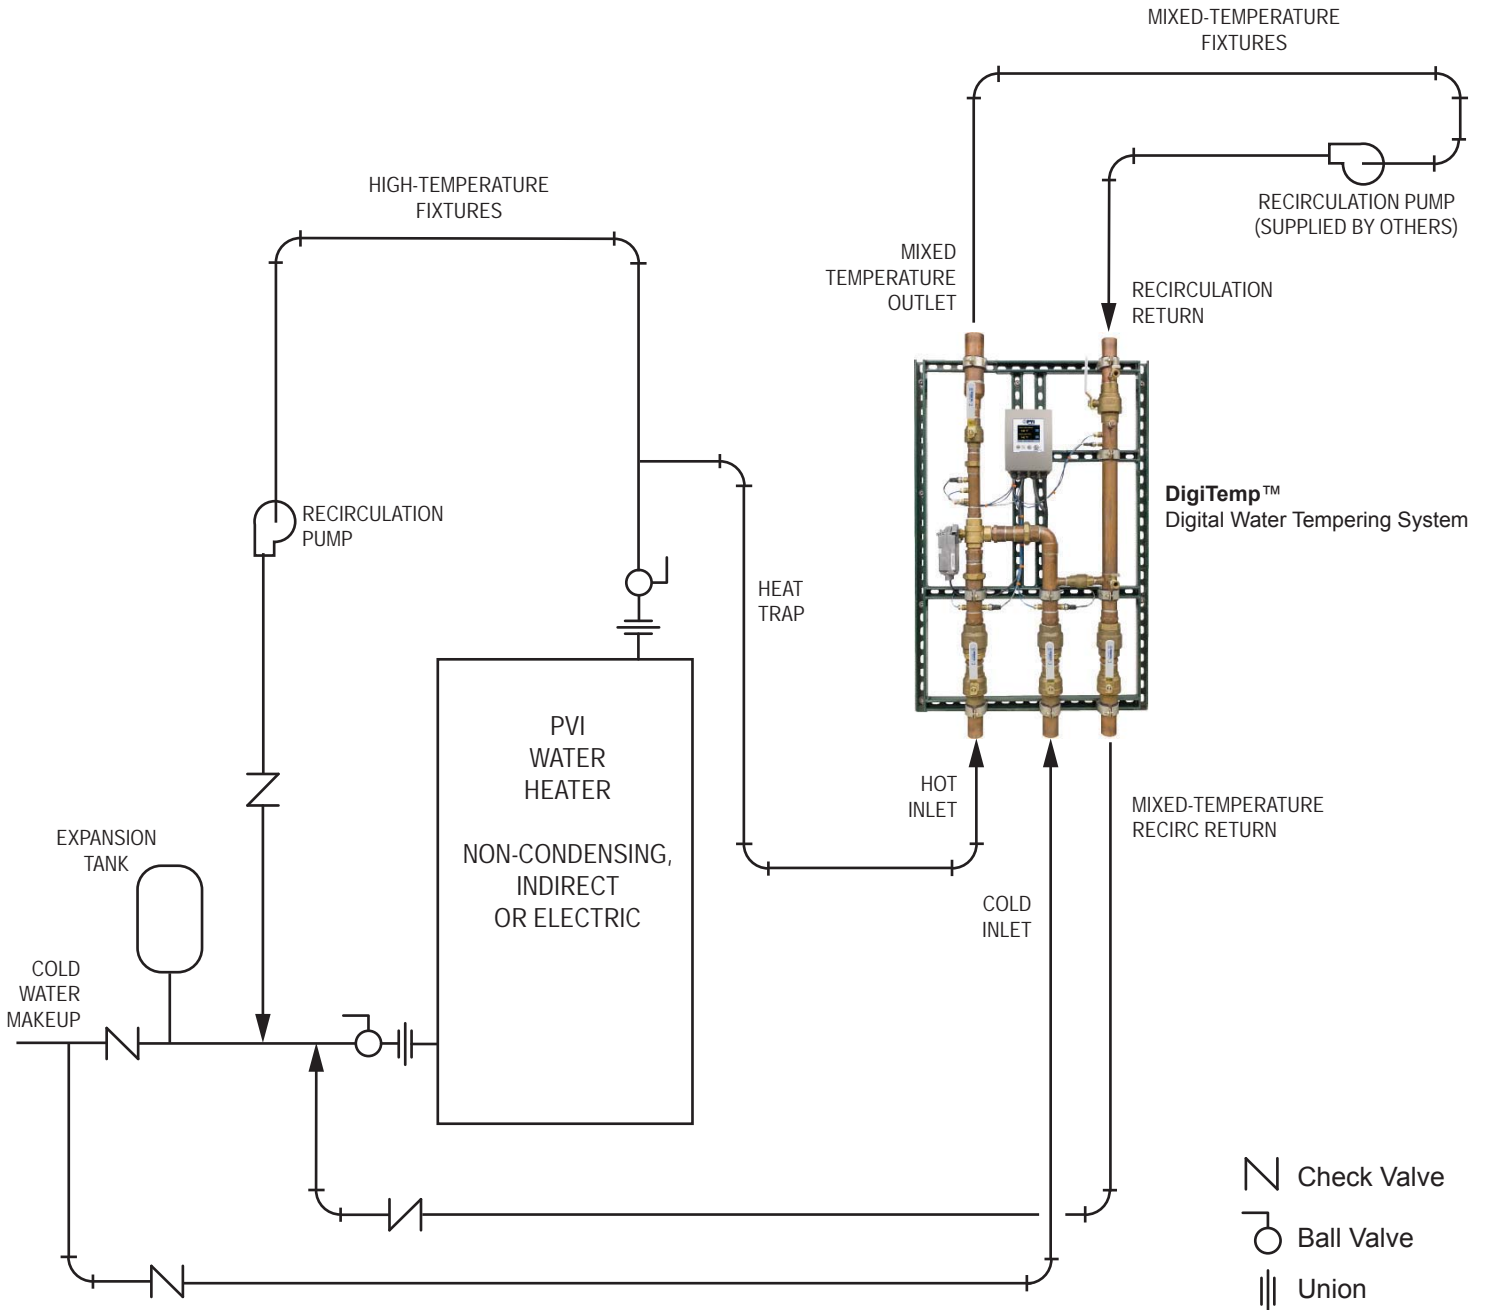 MIXED-TEMPERATURE
FIXTURES
HIGH-TEMPERATURE
FIXTURES
RECIRCULATION PUMP
(SUPPLIED BY OTHERS)
MIXED
TEMPERATURE
OUTLET
RECIRCULATION
RETURN
DigiTemp™
Digital Water Tempering System
RECIRCULATION
PUMP
HEAT
TRAP
PVI
WATER
HEATER
NON-CONDENSING,
INDIRECT
OR ELECTRIC
HOT
INLET
MIXED-TEMPERATURE
RECIRC RETURN
EXPANSION
TANK
COLD
INLET
COLD
WATER
MAKEUP
Check Valve
Ball Valve
Union